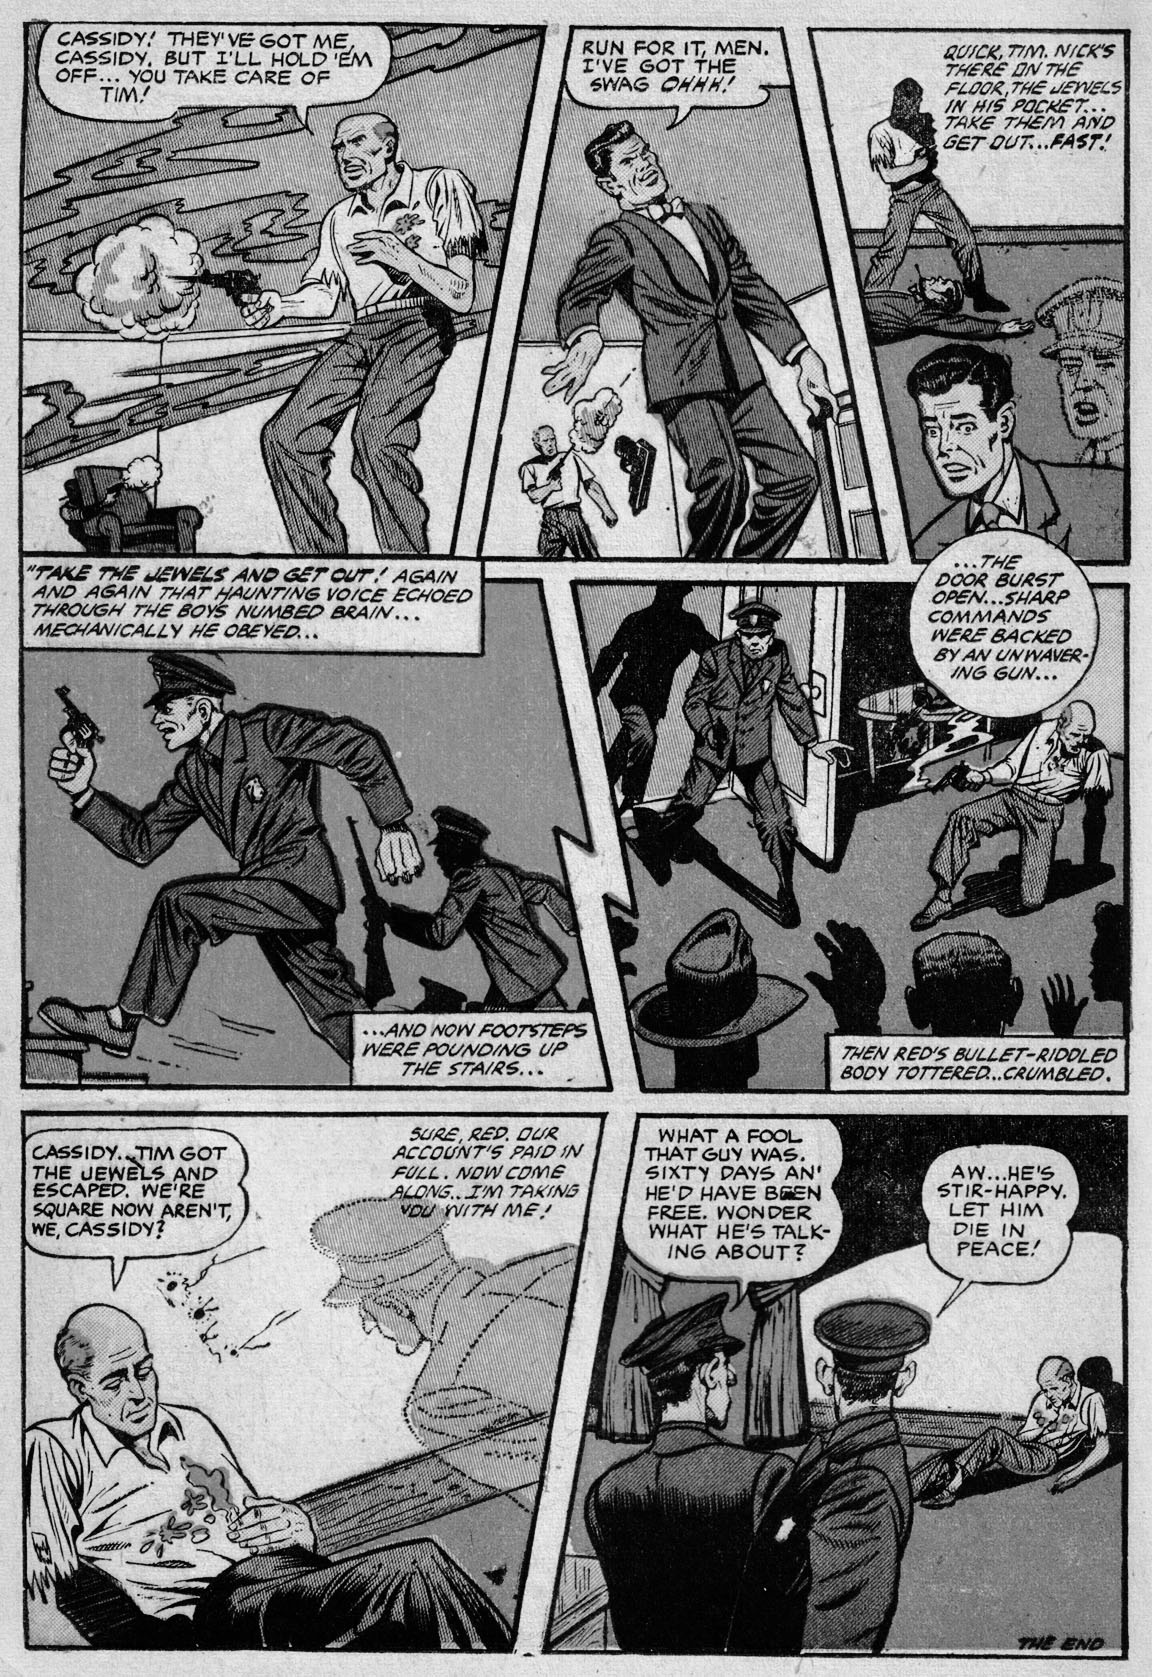 CASSIDY! THEY'VE GOT ME,
CASSIDY, BUT I'LL HOLD 'EM
OFF... YOU TAKE CARE OF
TIM!
RUN FOR IT, MEN.
I'VE GOT THE
SWAG OHHH!
QUICK, TIM. NICK'S
THERE ON THE
FLOOR, THE JEWELS
IN HIS POCKET...
TAKE THEM AND
GET OUT...FAST!
"TAKE THE JEWELS AND GET OUT! AGAIN
AND AGAIN THAT HAUNTING VOICE ECHOED
THROUGH THE BOYS NUMBED BRAIN...
MECHANICALLY HE OBEYED...
...AND NOW FOOTSTEPS
WERE POUNDING UP
THE STAIRS...
...THE
DOOR BURST
OPEN...SHARP
COMMANDS
WERE BACKED
BY AN UNWAVER-
ING GUN...
THEN RED'S BULLET-RIDDLED
BODY TOTTERED...CRUMBLED.
CASSIDY...TIM GOT
THE JEWELS AND
ESCAPED. WE'RE
SQUARE NOW AREN'T,
WE, CASSIDY?
SURE, RED. OUR
ACCOUNT'S PAID IN
FULL. NOW COME
ALONG...I'M TAKING
YOU WITH ME!
WHAT A FOOL
THAT GUY WAS.
SIXTY DAYS AN'
HE'D HAVE BEEN
FREE. WONDER
WHAT HE'S TALK-
ING ABOUT?
AW...HE'S
STIR-HAPPY.
LET HIM
DIE IN
PEACE!
THE END